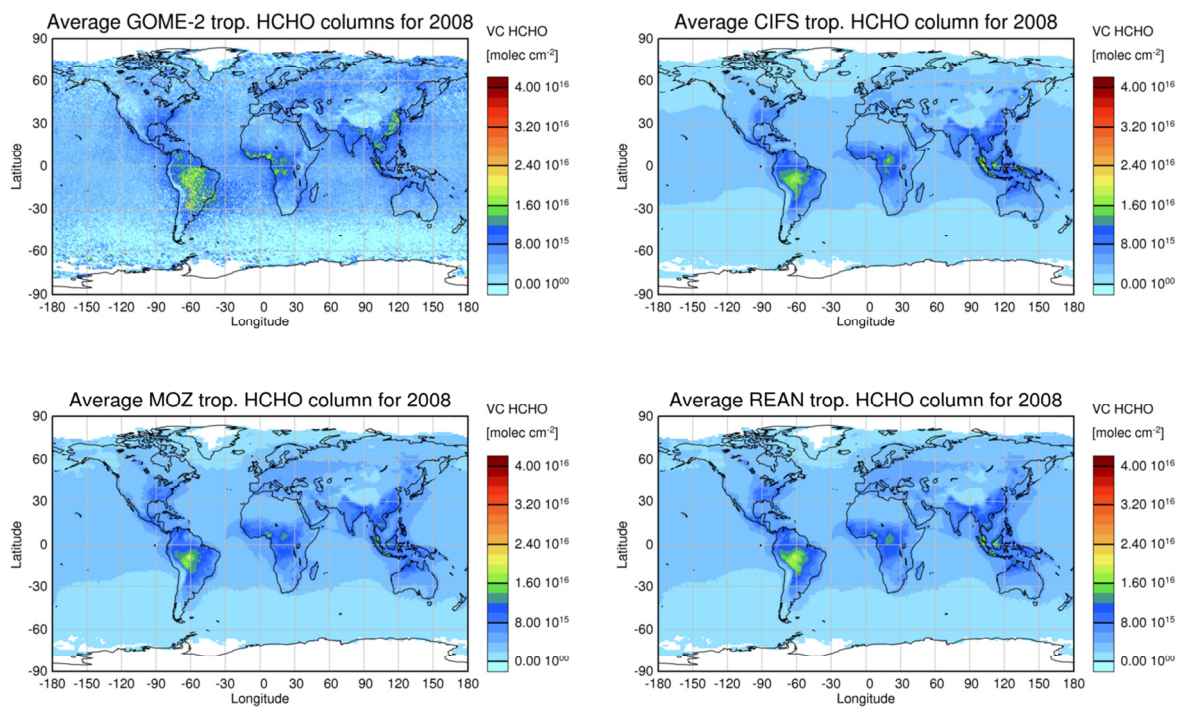 Average GOME-2 trop. HCHO columns for 2008
VC HCHO
[molec cm⁻²]
90
60
30
0
-30
-60
-90
Latitude
-180 -150 -120 -90 -60 -30 0 30 60 90 120 150 180
Longitude
4.00 10¹⁶
3.20 10¹⁶
2.40 10¹⁶
1.60 10¹⁶
8.00 10¹⁵
0.00 10⁰⁰
Average CIFS trop. HCHO column for 2008
VC HCHO
[molec cm⁻²]
90
60
30
0
-30
-60
-90
Latitude
-180 -150 -120 -90 -60 -30 0 30 60 90 120 150 180
Longitude
4.00 10¹⁶
3.20 10¹⁶
2.40 10¹⁶
1.60 10¹⁶
8.00 10¹⁵
0.00 10⁰⁰
Average MOZ trop. HCHO column for 2008
VC HCHO
[molec cm⁻²]
90
60
30
0
-30
-60
-90
Latitude
-180 -150 -120 -90 -60 -30 0 30 60 90 120 150 180
Longitude
4.00 10¹⁶
3.20 10¹⁶
2.40 10¹⁶
1.60 10¹⁶
8.00 10¹⁵
0.00 10⁰⁰
Average REAN trop. HCHO column for 2008
VC HCHO
[molec cm⁻²]
90
60
30
0
-30
-60
-90
Latitude
-180 -150 -120 -90 -60 -30 0 30 60 90 120 150 180
Longitude
4.00 10¹⁶
3.20 10¹⁶
2.40 10¹⁶
1.60 10¹⁶
8.00 10¹⁵
0.00 10⁰⁰